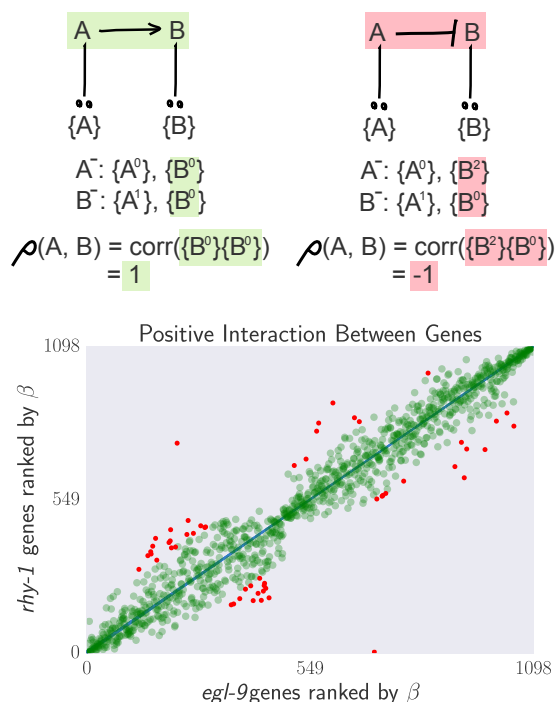 A B
{A} {B}
A⁻: {A⁰}, {B⁰}
B⁻: {A¹}, {B⁰}
ρ(A, B) = corr({B⁰}{B⁰})
= 1
A B
{A} {B}
A⁻: {A⁰}, {B²}
B⁻: {A¹}, {B⁰}
ρ(A, B) = corr({B²}{B⁰})
= -1
Positive Interaction Between Genes
1098
549
0
rhy-1 genes ranked by β
0 549 1098
egl-9genes ranked by β